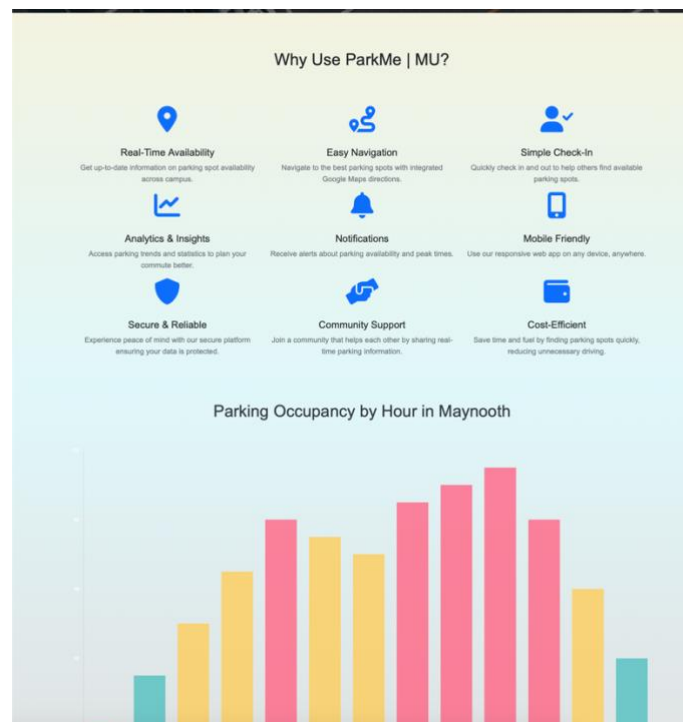 Why Use ParkMe | MU?
Real-Time Availability
Get up-to-date information on parking spot availability
across campus.
Easy Navigation
Navigate to the best parking spots with integrated
Google Maps directions.
Simple Check-In
Quickly check in and out to help others find available
parking spots.
Analytics & Insights
Access parking trends and statistics to plan your
commute better.
Notifications
Receive alerts about parking availability and peak times.
Mobile Friendly
Use our responsive web app on any device, anywhere.
Secure & Reliable
Experience peace of mind with our secure platform
ensuring your data is protected.
Community Support
Join a community that helps each other by sharing real-
time parking information.
Cost-Efficient
Save time and fuel by finding parking spots quickly,
reducing unnecessary driving.
Parking Occupancy by Hour in Maynooth